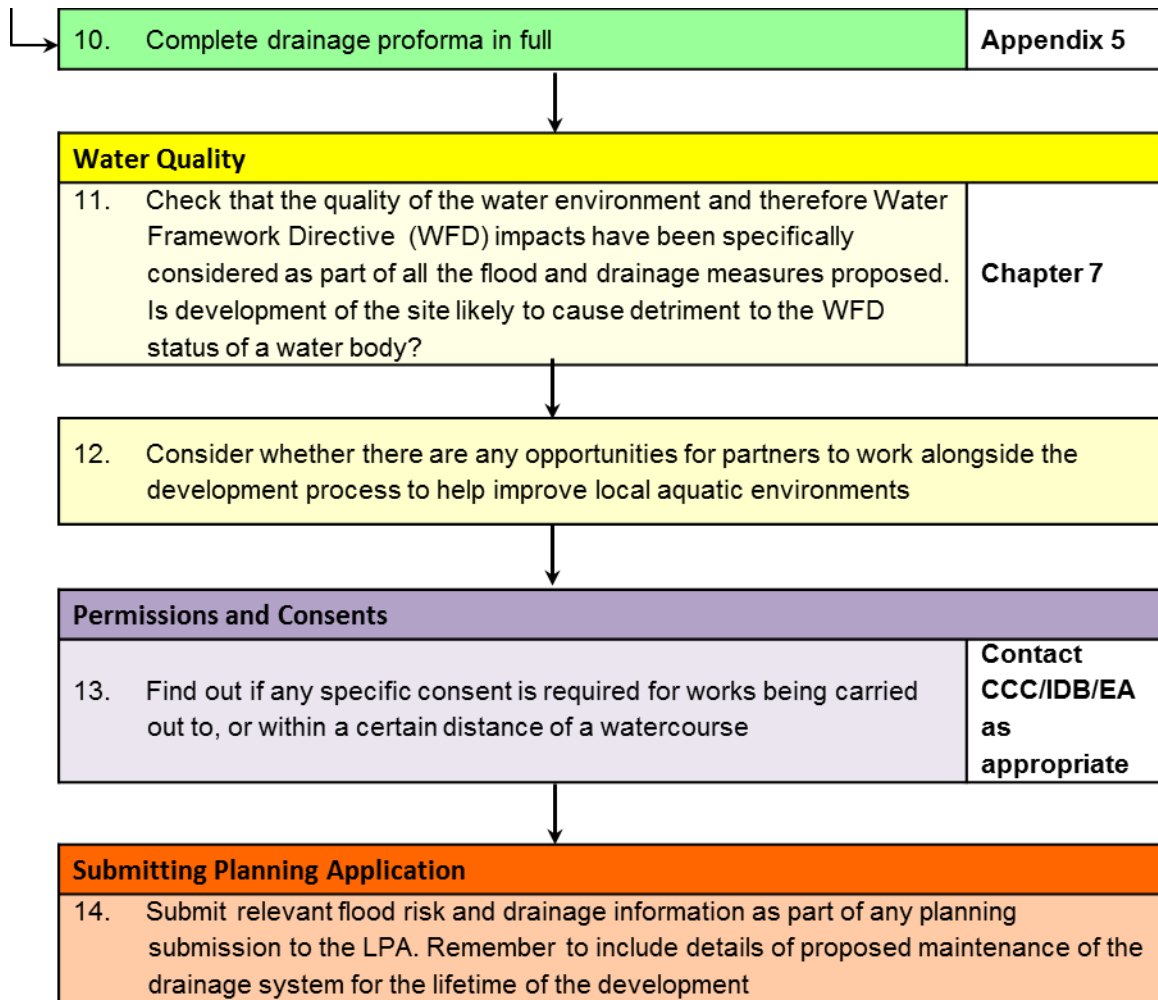 10. Complete drainage proforma in full
Appendix 5
Water Quality
11. Check that the quality of the water environment and therefore Water
Framework Directive (WFD) impacts have been specifically
considered as part of all the flood and drainage measures proposed.
Is development of the site likely to cause detriment to the WFD
status of a water body?
Chapter 7
12. Consider whether there are any opportunities for partners to work alongside the
development process to help improve local aquatic environments
Permissions and Consents
13. Find out if any specific consent is required for works being carried
out to, or within a certain distance of a watercourse
Contact
CCC/IDB/EA
as
appropriate
Submitting Planning Application
14. Submit relevant flood risk and drainage information as part of any planning
submission to the LPA. Remember to include details of proposed maintenance of the
drainage system for the lifetime of the development